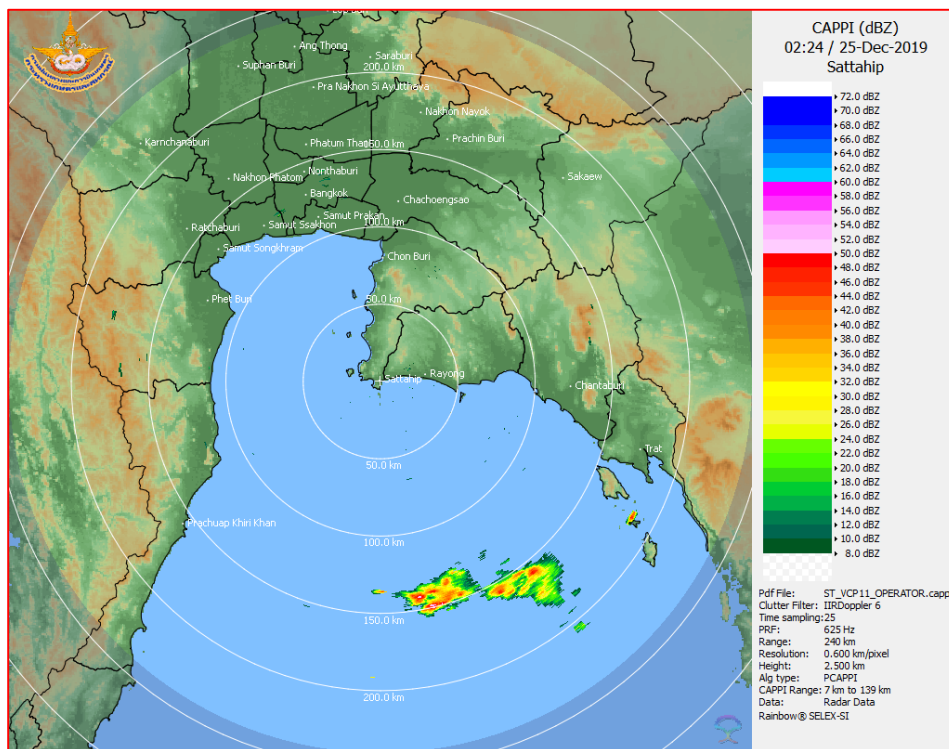 CAPPI (dBZ)
02:24 / 25-Dec-2019
Sattahip
72.0 dBZ
70.0 dBZ
68.0 dBZ
66.0 dBZ
64.0 dBZ
62.0 dBZ
60.0 dBZ
58.0 dBZ
56.0 dBZ
54.0 dBZ
52.0 dBZ
50.0 dBZ
48.0 dBZ
46.0 dBZ
44.0 dBZ
42.0 dBZ
40.0 dBZ
38.0 dBZ
36.0 dBZ
34.0 dBZ
32.0 dBZ
30.0 dBZ
28.0 dBZ
26.0 dBZ
24.0 dBZ
22.0 dBZ
20.0 dBZ
18.0 dBZ
16.0 dBZ
14.0 dBZ
12.0 dBZ
10.0 dBZ
8.0 dBZ
Pdf File: ST_VCP11_OPERATOR.capp
Clutter Filter: IIRDoppler 6
Time sampling:25
PRF: 625 Hz
Range: 240 km
Resolution: 0.600 km/pixel
Height: 2.500 km
Alg type: PCAPPI
CAPPI Range: 7 km to 139 km
Data: Radar Data
Rainbow® SELEX-SI
Ang Thong
Saraburi
Suphan Buri
200.0 km
Pra Nakhon Si Ayutthaya
Nakhon Nayok
Prachin Buri
Karnchanaburi
Phatum Than
150.0 km
Nonthaburi
Nakhon Phatom
Sakaew
Bangkok
Chachoengsao
Samut Prakan
Ratchaburi
Samut Ssakhon
100.0 km
Samut Songkhram
Chon Buri
Phet Buri
50.0 km
Rayong
Sattahip
Chantaburi
Trat
50.0 km
Prachuap Khiri Khan
100.0 km
150.0 km
200.0 km